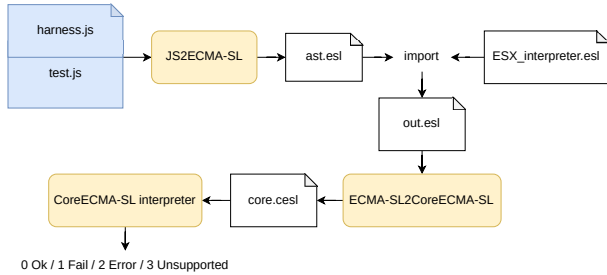 harness.js
test.js
JS2ECMA-SL
ast.esl
import
ESX_interpreter.esl
out.esl
CoreECMA-SL interpreter
core.cesl
ECMA-SL2CoreECMA-SL
0 Ok / 1 Fail / 2 Error / 3 Unsupported